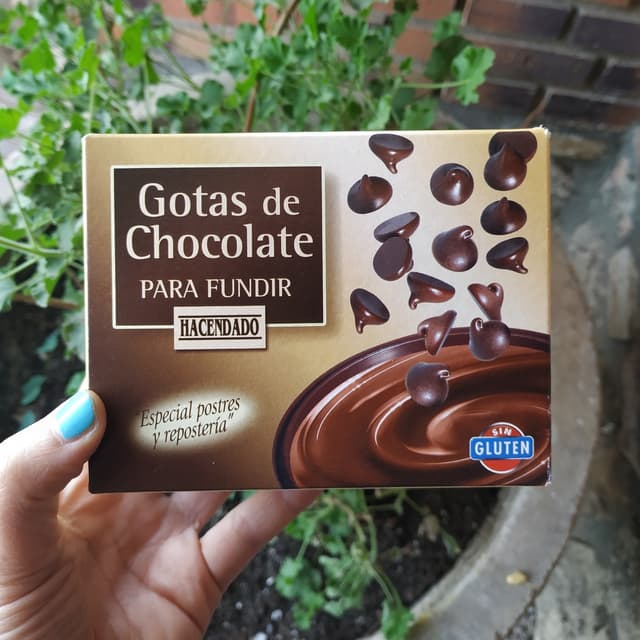 Gotas de
Chocolate
PARA FUNDIR
HACENDADO
"Especial postres
y repostería"
SIN
GLUTEN